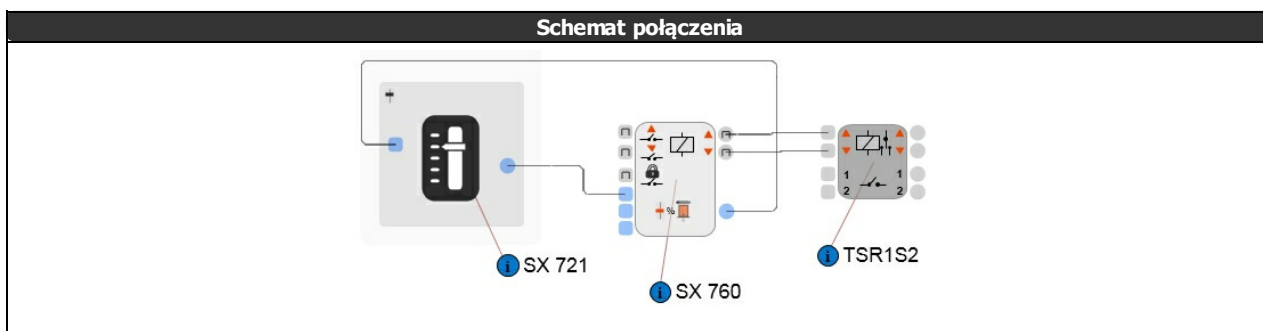 Schemat połączenia
%
1 1
2 2
i SX 721
i TSR1S2
i SX 760